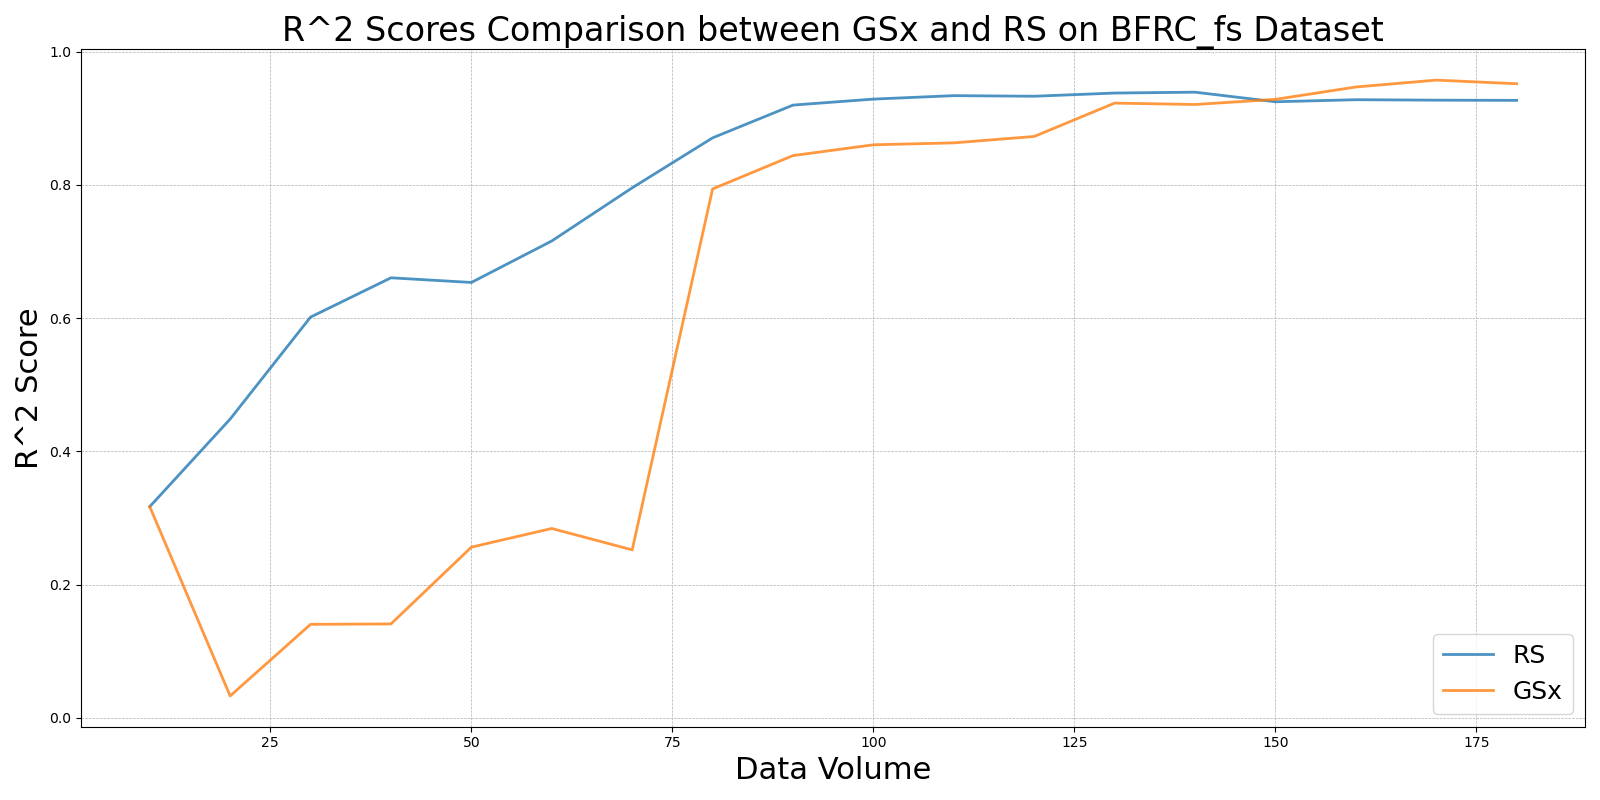 R^2 Scores Comparison between GSx and RS on BFRC_fs Dataset
R^2 Score
1.0
0.8
0.6
0.4
0.2
0.0
25 50 75 100 125 150 175
Data Volume
RS
GSx